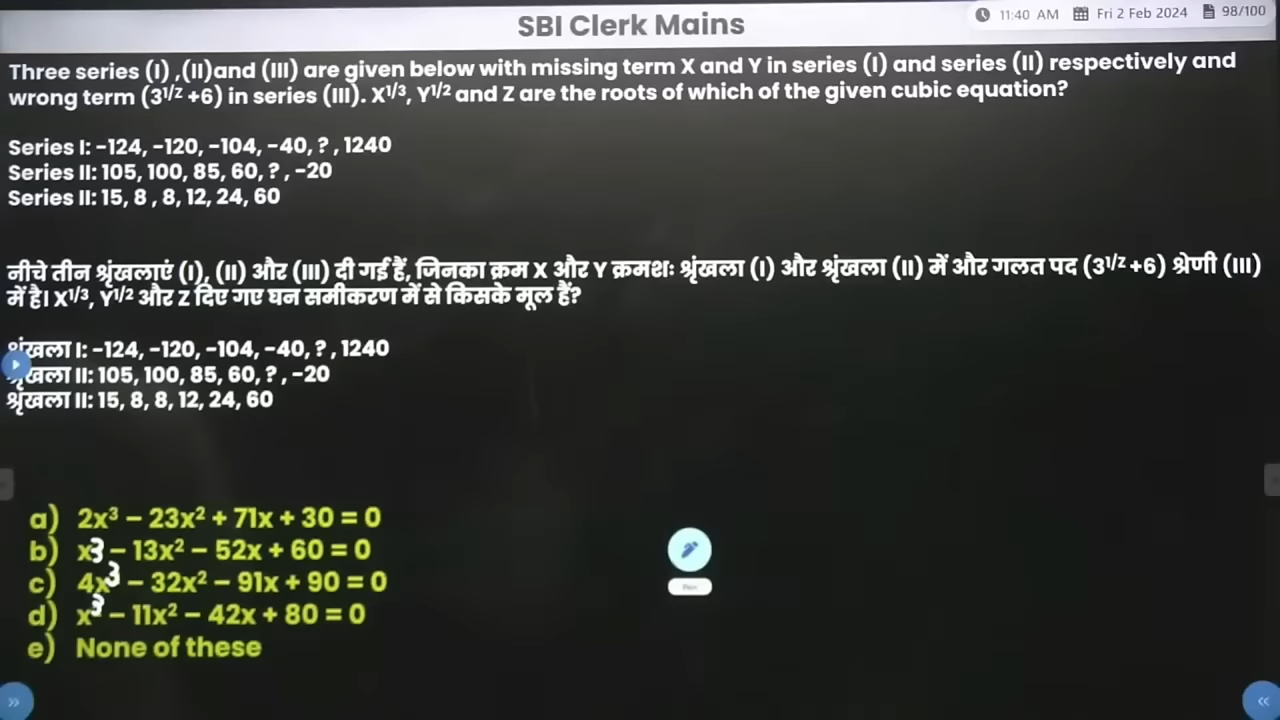 SBI Clerk Mains
11:40 AM Fri 2 Feb 2024 98/100
Three series (I) ,(II)and (III) are given below with missing term X and Y in series (I) and series (II) respectively and
wrong term (3^1/Z +6) in series (III). X^1/3, Y^1/2 and Z are the roots of which of the given cubic equation?
Series I: -124, -120, -104, -40, ? , 1240
Series II: 105, 100, 85, 60, ? , -20
Series II: 15, 8 , 8, 12, 24, 60
नीचे तीन श्रृंखलाएं (I), (II) और (III) दी गई हैं, जिनका क्रम X और Y क्रमशः श्रृंखला (I) और श्रृंखला (II) में और गलत पद (3^1/Z +6) श्रेणी (III)
में है। X^1/3, Y^1/2 और Z दिए गए घन समीकरण में से किसके मूल हैं?
श्रृंखला I: -124, -120, -104, -40, ? , 1240
श्रृंखला II: 105, 100, 85, 60, ? , -20
श्रृंखला II: 15, 8, 8, 12, 24, 60
a) 2x³ – 23x² + 71x + 30 = 0
b) x3 – 13x² – 52x + 60 = 0
c) 4x³ – 32x² – 91x + 90 = 0
d) x³ – 11x² – 42x + 80 = 0
e) None of these